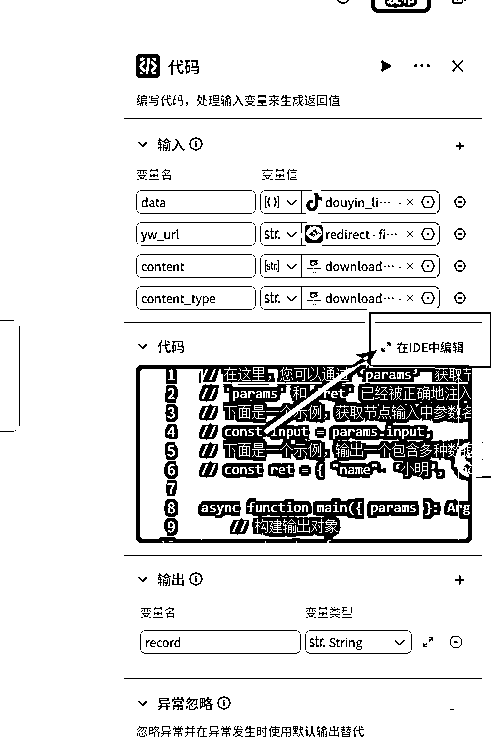 代码
编写代码，处理输入变量来生成返回值
输入
变量名 变量值
data [{}] douyin_li···
yw_url str. redirect - fi···
content [str] download···
content_type str. download···
代码 在IDE中编辑
1 // 在这里，您可以通过 'params' 获取节
2 // 'params' 和 'ret' 已经被正确地注入
3 // 下面是一个示例，获取节点输入中参数名
4 // const input = params.input;
5 // 下面是一个示例，输出一个包含多种数据
6 // const ret = { "name": '小明',
7
8 async function main({ params }: Arg
9 // 构建输出对象
输出
变量名 变量类型
record str. String
异常忽略
忽略异常并在异常发生时使用默认输出替代